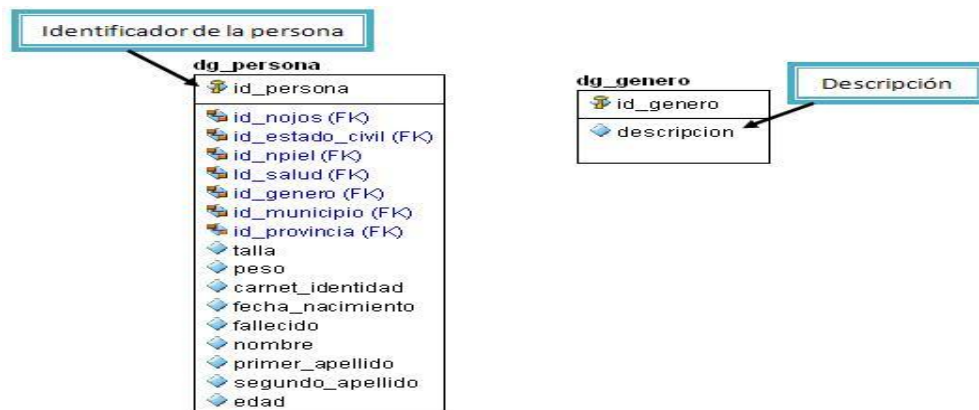 Identificador de la persona
dg_persona
id_persona
id_nojos (FK)
id_estado_civil (FK)
id_npiel (FK)
Id_salud (FK)
id_genero (FK)
id_municipio (FK)
id_provincia (FK)
talla
peso
carnet_identidad
fecha_nacimiento
fallecido
nombre
primer_apellido
segundo_apellido
edad
dg_genero
id_genero
descripcion
Descripción